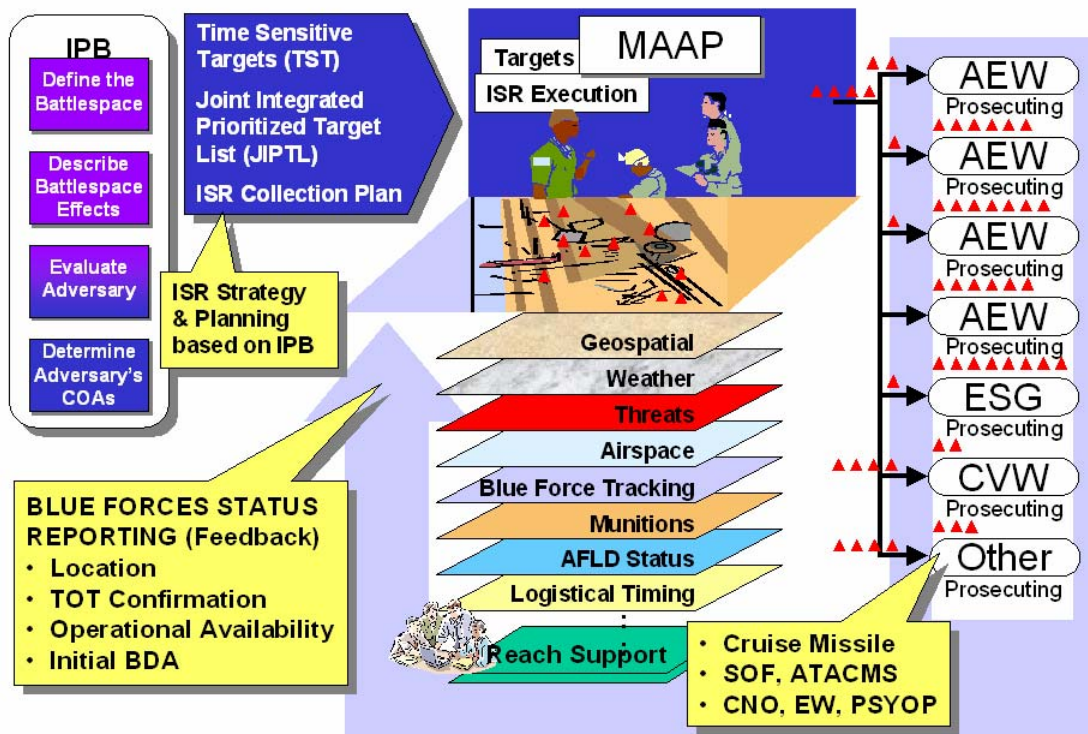 IPB
Define the
Battlespace
Describe
Battlespace
Effects
Evaluate
Adversary
Determine
Adversary's
COAs
Time Sensitive
Targets (TST)
Joint Integrated
Prioritized Target
List (JIPTL)
ISR Collection Plan
ISR Strategy
& Planning
based on IPB
Targets
MAAP
ISR Execution
Geospatial
Weather
Threats
Airspace
Blue Force Tracking
Munitions
AFLD Status
Logistical Timing
Reach Support
BLUE FORCES STATUS
REPORTING (Feedback)
• Location
• TOT Confirmation
• Operational Availability
• Initial BDA
AEW
Prosecuting
AEW
Prosecuting
AEW
Prosecuting
AEW
Prosecuting
ESG
Prosecuting
CVW
Prosecuting
Other
Prosecuting
• Cruise Missile
• SOF, ATACMS
• CNO, EW, PSYOP